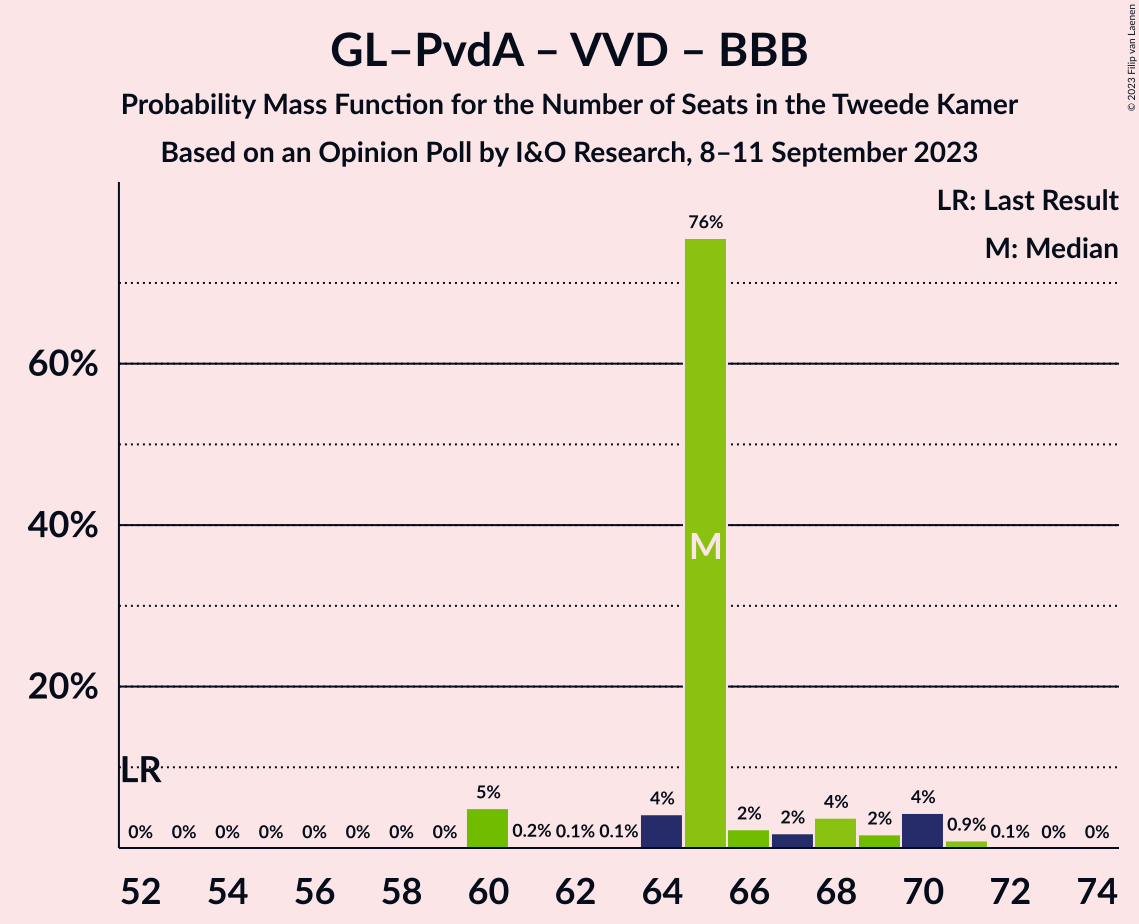 GL–PvdA – VVD – BBB
Probability Mass Function for the Number of Seats in the Tweede Kamer
Based on an Opinion Poll by I&O Research, 8–11 September 2023
© 2023 Filip van Laenen
LR: Last Result
M: Median
76%
60%
40%
M
20%
LR
0% 0% 0% 0% 0% 0% 0% 0% 5% 0.2% 0.1% 0.1% 4% 2% 2% 4% 2% 4% 0.9% 0.1% 0% 0%
52 54 56 58 60 62 64 66 68 70 72 74